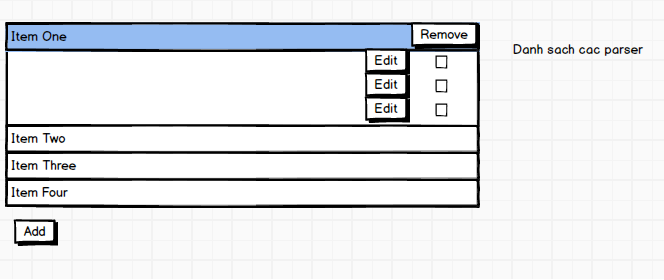 Item One
Remove
Danh sach cac parser
Edit
Edit
Edit
Item Two
Item Three
Item Four
Add